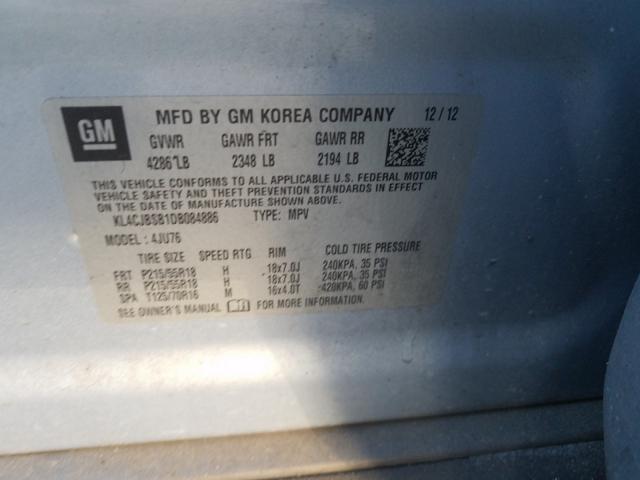 GM
MFD BY GM KOREA COMPANY 12/12
GVWR GAWR FRT GAWR RR
4286 LB 2348 LB 2194 LB
THIS VEHICLE CONFORMS TO ALL APPLICABLE U.S. FEDERAL MOTOR
VEHICLE SAFETY AND THEFT PREVENTION STANDARDS IN EFFECT
ON THE DATE OF MANUFACTURE SHOWN ABOVE.
KL4CJBSB1DB084886 TYPE: MPV
MODEL: 4JU76
TIRE SIZE SPEED RTG RIM COLD TIRE PRESSURE
FRT P215/55R18 H 18x7.0J 240KPA, 35 PSI
RR P215/55R18 H 18x7.0J 240KPA, 35 PSI
SPA T125/70R16 M 16x4.0T 420KPA, 60 PSI
SEE OWNER'S MANUAL FOR MORE INFORMATION.